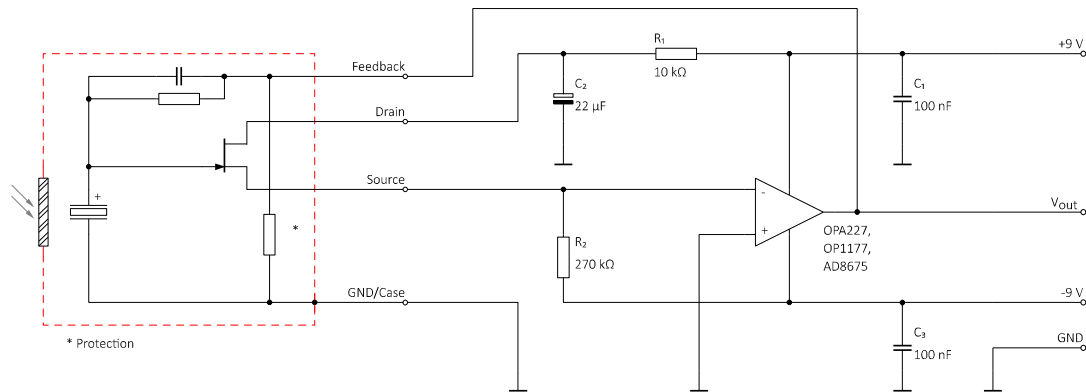 R₁
+9 V
10 kΩ
Feedback
C₂
22 µF
C₁
100 nF
Drain
Source
+
-
+
Vout
OPA227,
OP1177,
AD8675
*
R₂
270 kΩ
GND/Case
-9 V
* Protection
C₃
100 nF
GND